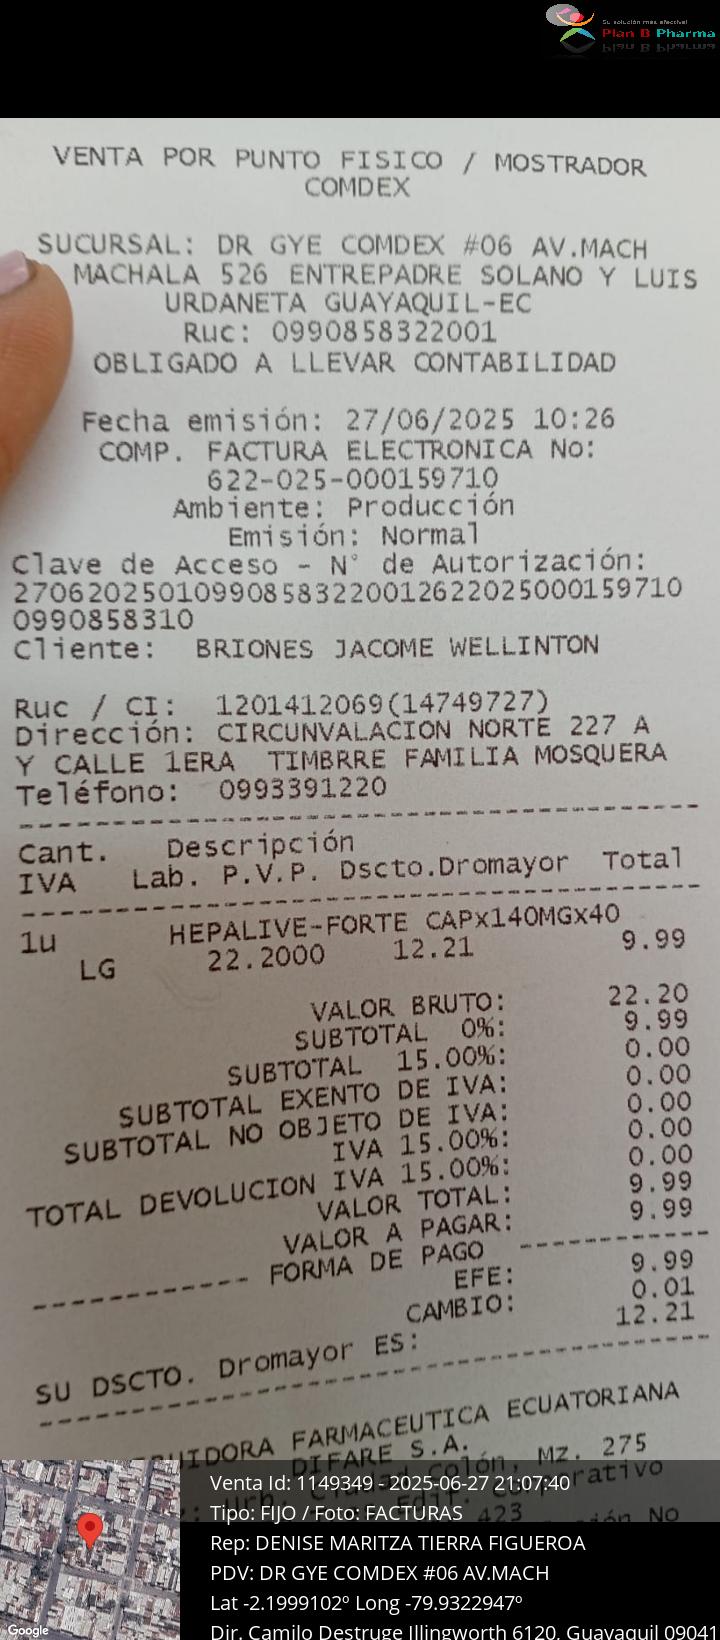 Su solución más efectiva!
Plan B Pharma
VENTA POR PUNTO FISICO / MOSTRADOR
COMDEX
SUCURSAL: DR GYE COMDEX #06 AV.MACH
MACHALA 526 ENTREPADRE SOLANO Y LUIS
URDANETA GUAYAQUIL-EC
Ruc: 0990858322001
OBLIGADO A LLEVAR CONTABILIDAD
Fecha emisión: 27/06/2025 10:26
COMP. FACTURA ELECTRONICA No:
622-025-000159710
Ambiente: Producción
Emisión: Normal
Clave de Acceso - N° de Autorización:
270620250109908583220012622025000159710
0990858310
Cliente: BRIONES JACOME WELLINTON
Ruc / CI: 1201412069(14749727)
Dirección: CIRCUNVALACION NORTE 227 A
Y CALLE 1ERA TIMBRRE FAMILIA MOSQUERA
Teléfono: 0993391220
Cant. Descripción
IVA Lab. P.V.P. Dscto.Dromayor Total
1u HEPALIVE-FORTE CAPx140MGx40
LG 22.2000 12.21 9.99
VALOR BRUTO: 22.20
SUBTOTAL 0%: 9.99
SUBTOTAL 15.00%: 0.00
SUBTOTAL EXENTO DE IVA: 0.00
SUBTOTAL NO OBJETO DE IVA: 0.00
IVA 15.00%: 0.00
TOTAL DEVOLUCION IVA 15.00%: 0.00
VALOR TOTAL: 9.99
VALOR A PAGAR: 9.99
------------ FORMA DE PAGO ------------
EFE: 9.99
CAMBIO: 0.01
SU DSCTO. Dromayor ES: 12.21
FARMACEUTICA ECUATORIANA
DIFARE S.A.
Colón, Mz. 275
423
No
Venta Id: 1149349 - 2025-06-27 21:07:40
Tipo: FIJO / Foto: FACTURAS
Rep: DENISE MARITZA TIERRA FIGUEROA
PDV: DR GYE COMDEX #06 AV.MACH
Lat -2.1999102º Long -79.9322947º
Dir. Camilo Destruge Illingworth 6120, Guayaquil 09041
Google